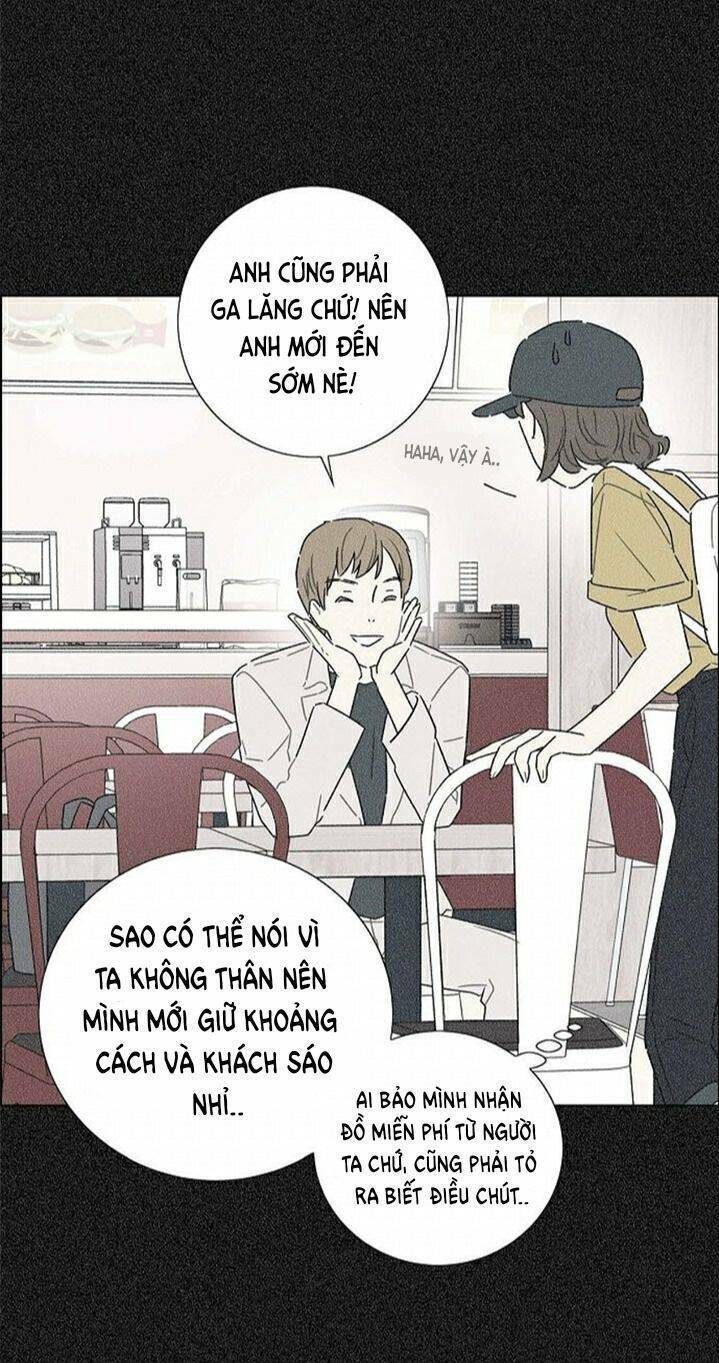 ANH CŨNG PHẢI
GA LĂNG CHỨ! NÊN
ANH MỚI ĐẾN
SỚM NÈ!
HAHA, VẬY À..
SAO CÓ THỂ NÓI VÌ
TA KHÔNG THÂN NÊN
MÌNH MỚI GIỮ KHOẢNG
CÁCH VÀ KHÁCH SÁO
NHỈ..
AI BẢO MÌNH NHẬN
ĐỒ MIỄN PHÍ TỪ NGƯỜI
TA CHỨ, CŨNG PHẢI TỎ
RA BIẾT ĐIỀU CHÚT..